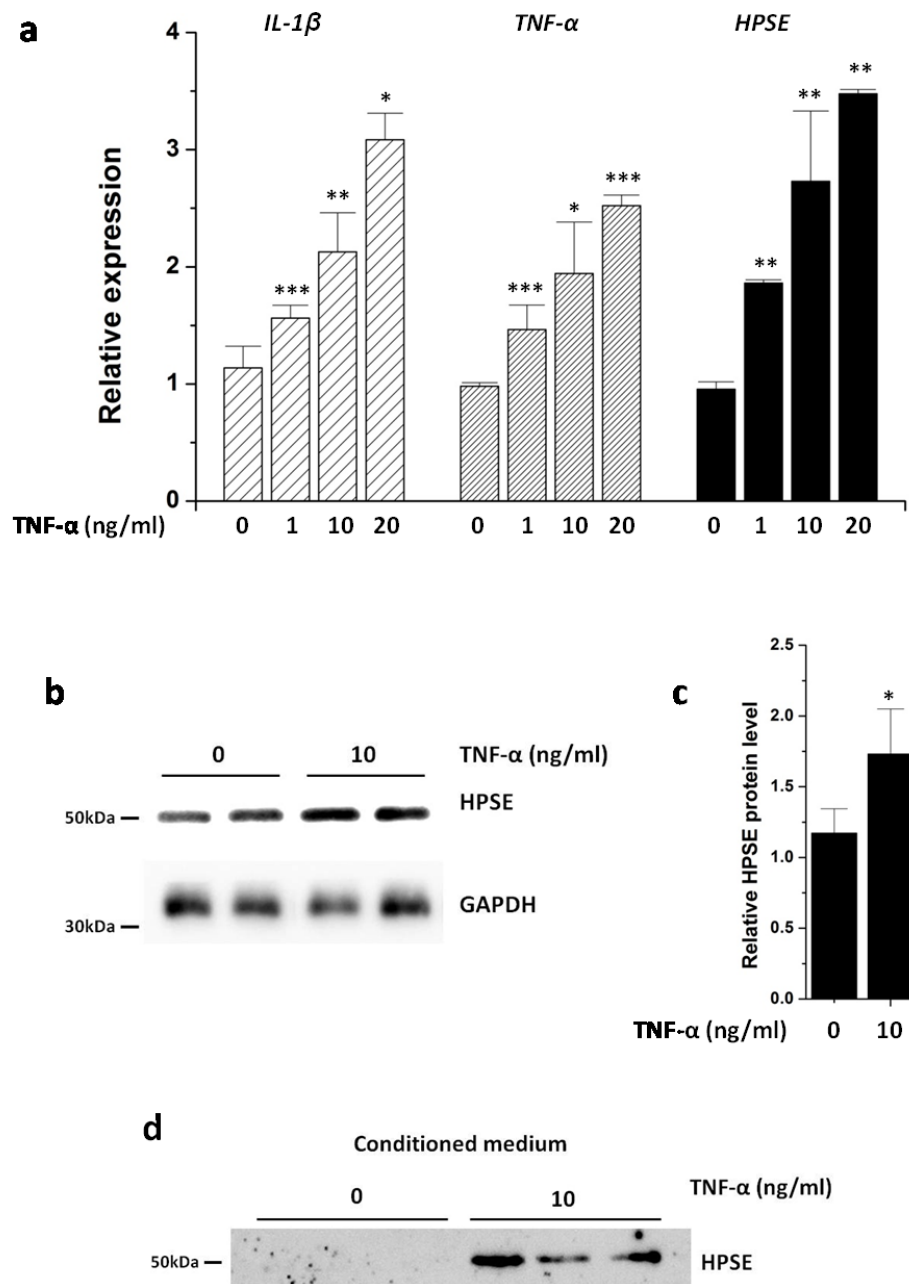 a
IL-1β TNF-α HPSE
4
* ** **
*** ** *** ** * ***
3
2
1
0
Relative expression
TNF-α (ng/ml) 0 1 10 20 0 1 10 20 0 1 10 20
b
0 10 TNF-α (ng/ml)
50kDa HPSE
GAPDH
30kDa
c
2.5
*
2.0
1.5
1.0
0.5
0.0
Relative HPSE protein level
TNF-α (ng/ml) 0 10
d
Conditioned medium
0 10 TNF-α (ng/ml)
50kDa HPSE